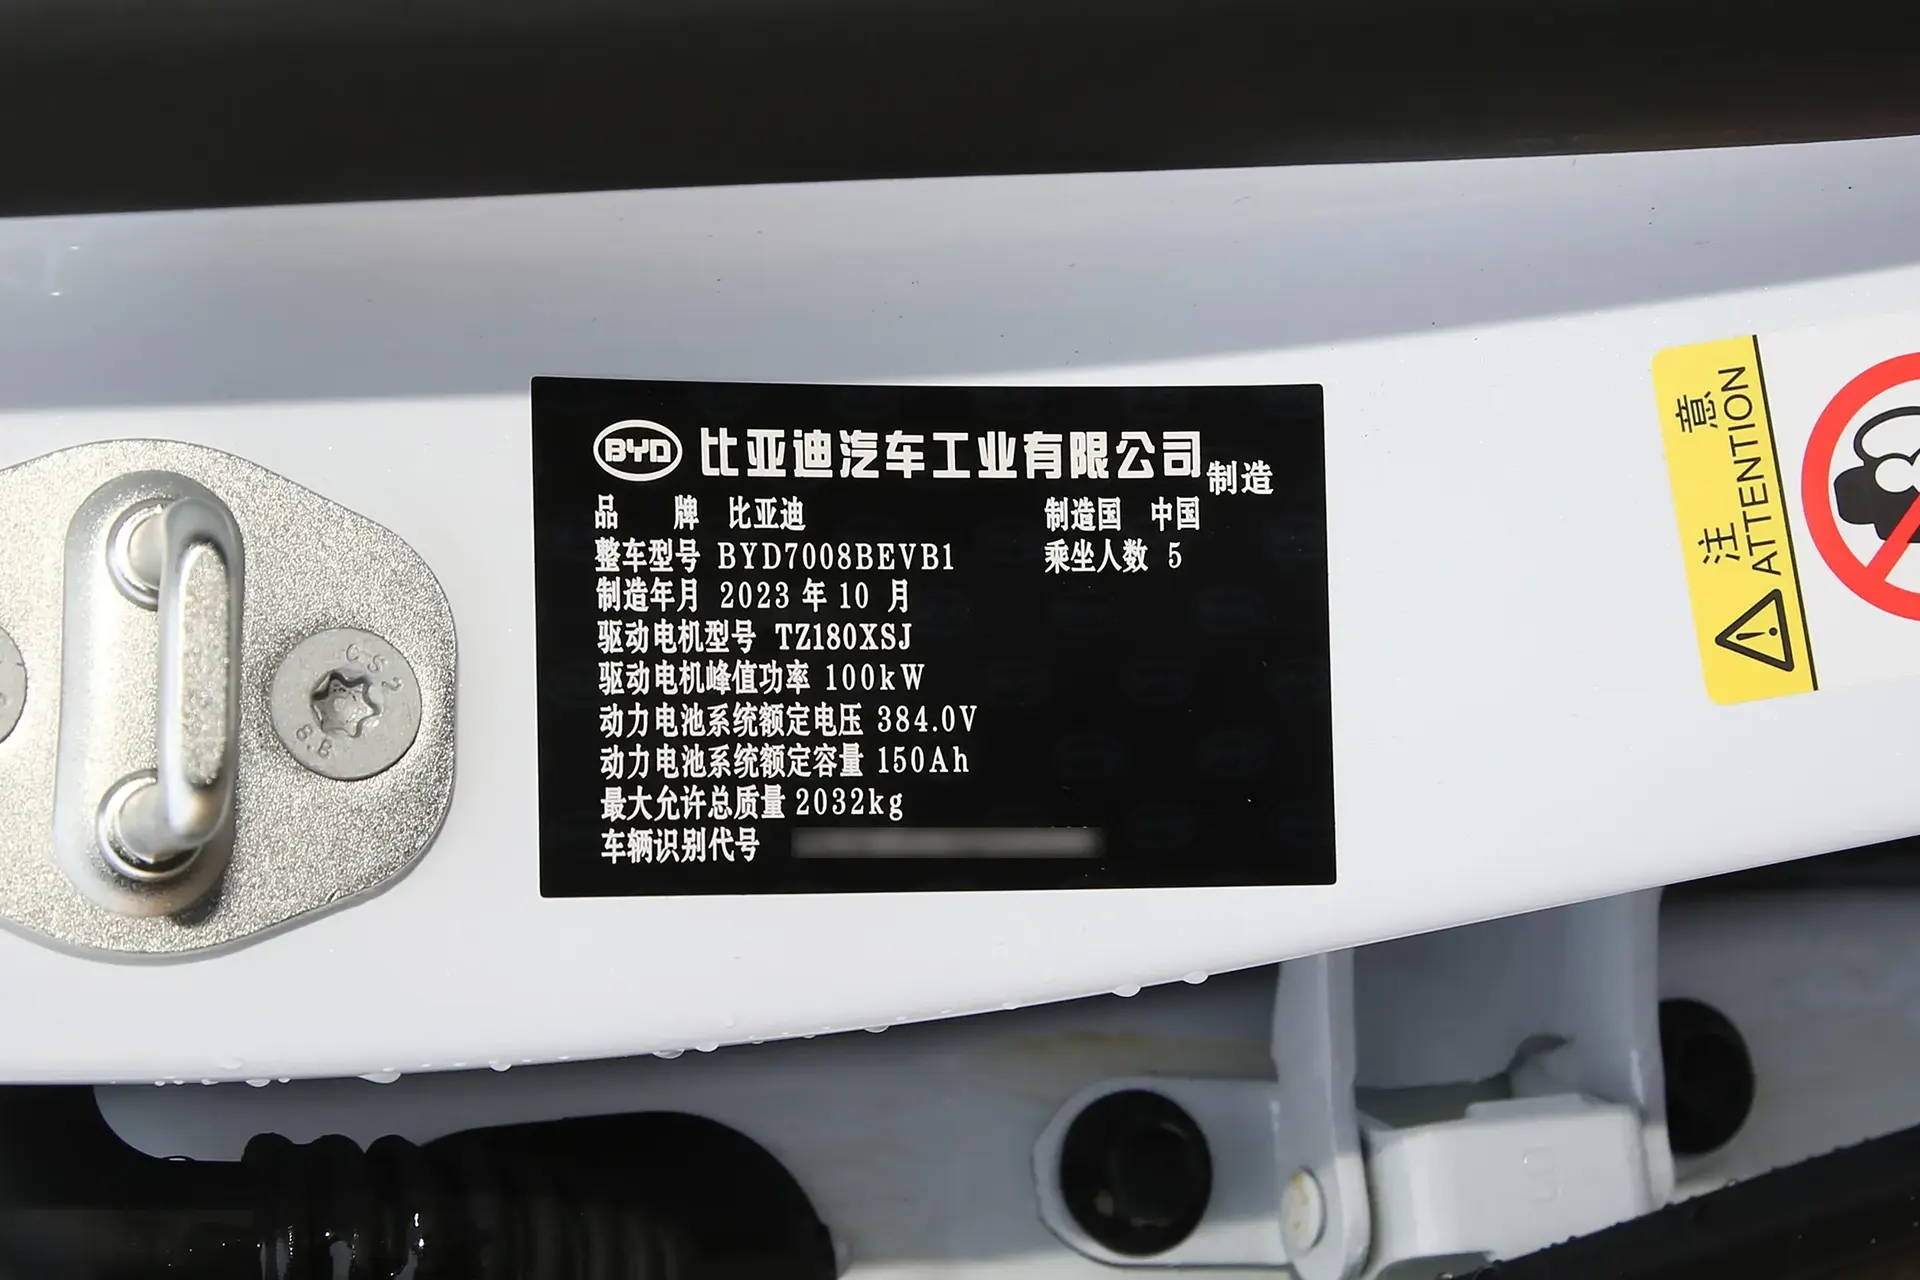 BYD 比亚迪汽车工业有限公司 制造
品 牌 比亚迪 制造国 中国
整车型号 BYD7008BEVB1 乘坐人数 5
制造年月 2023 年 10 月
驱动电机型号 TZ180XSJ
驱动电机峰值功率 100kW
动力电池系统额定电压 384.0V
动力电池系统额定容量 150Ah
最大允许总质量 2032kg
车辆识别代号
注意
ATTENTION
8.8